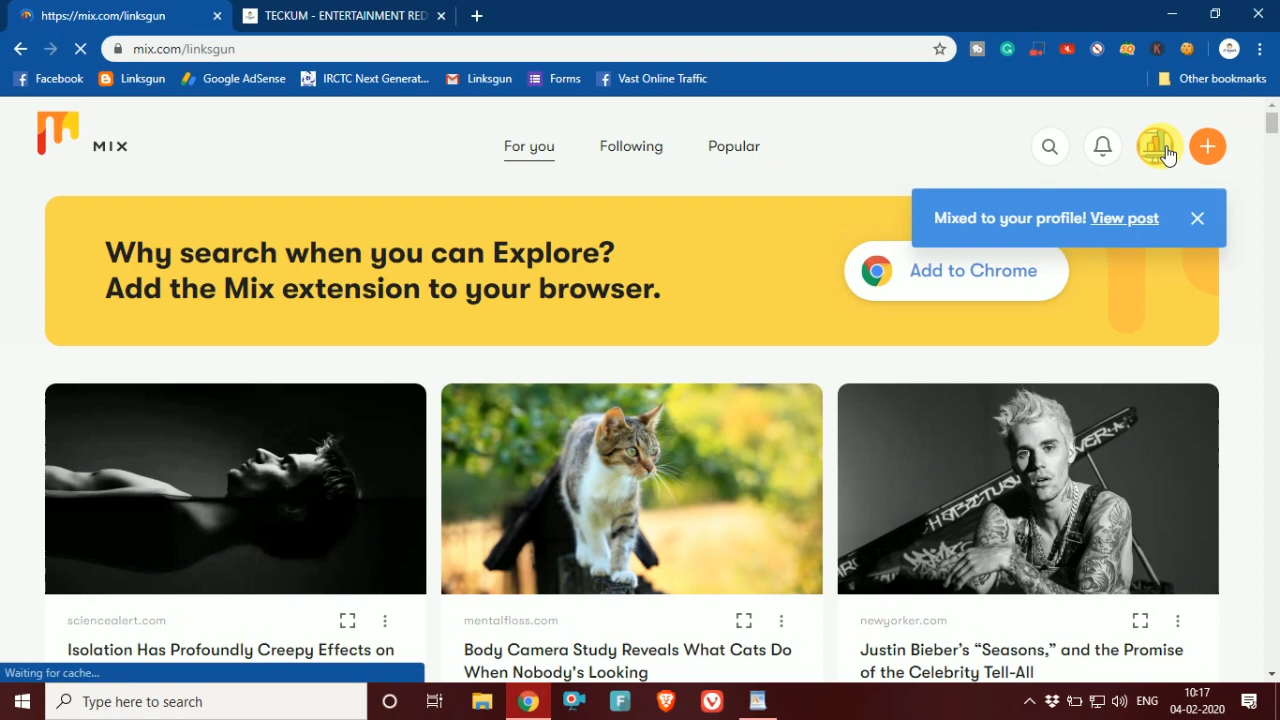 https://mix.com/linksgun
TECKUM - ENTERTAINMENT RED
mix.com/linksgun
Facebook
Linksgun
Google AdSense
IRCTC Next Generat...
Linksgun
Forms
Vast Online Traffic
Other bookmarks
MIX
For you
Following
Popular
Mixed to your profile! View post
Why search when you can Explore?
Add the Mix extension to your browser.
Add to Chrome
sciencealert.com
Isolation Has Profoundly Creepy Effects on
mentalfloss.com
Body Camera Study Reveals What Cats Do
When Nobody's Looking
newyorker.com
Justin Bieber’s “Seasons,” and the Promise
of the Celebrity Tell-All
Waiting for cache...
Type here to search
ENG
10:17
04-02-2020